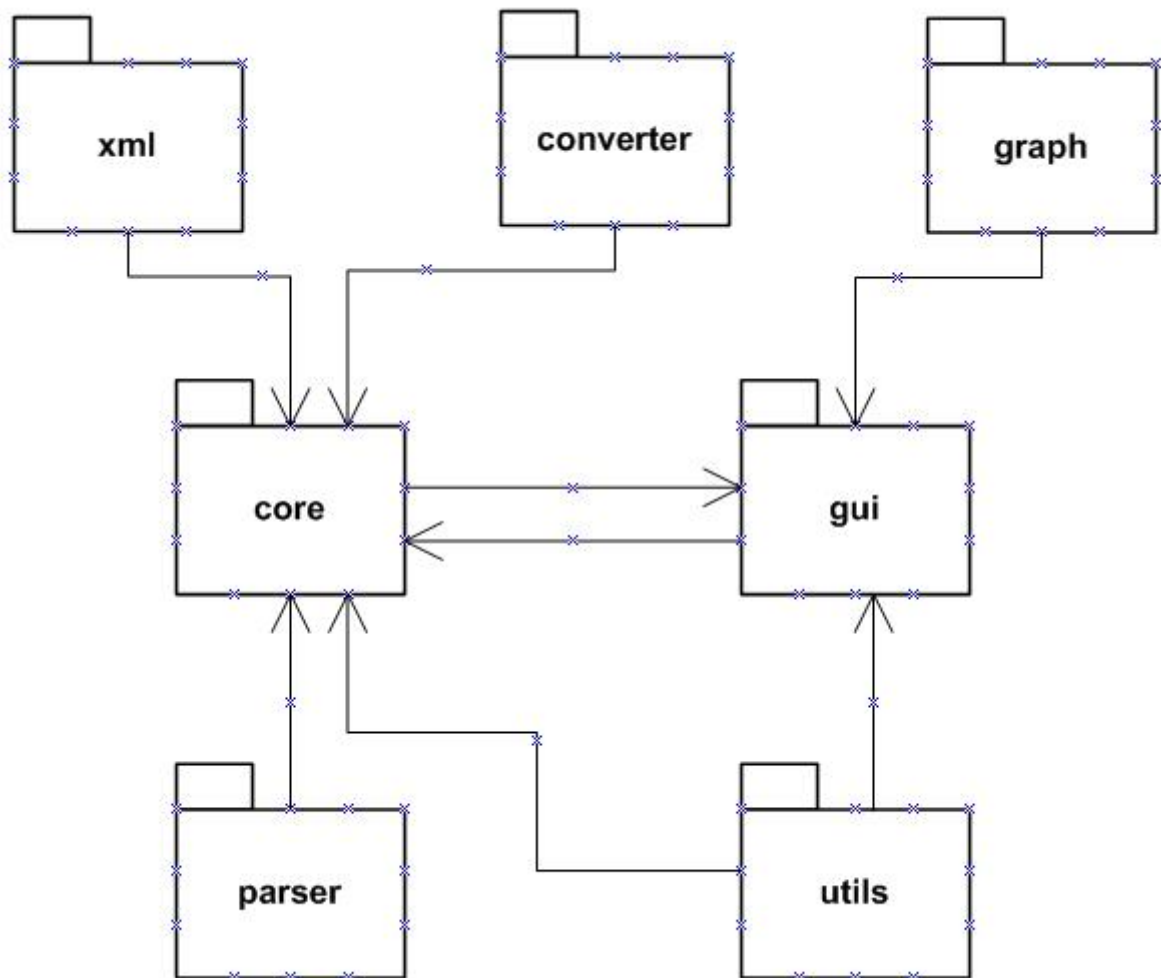 xml
converter
graph
core
gui
parser
utils